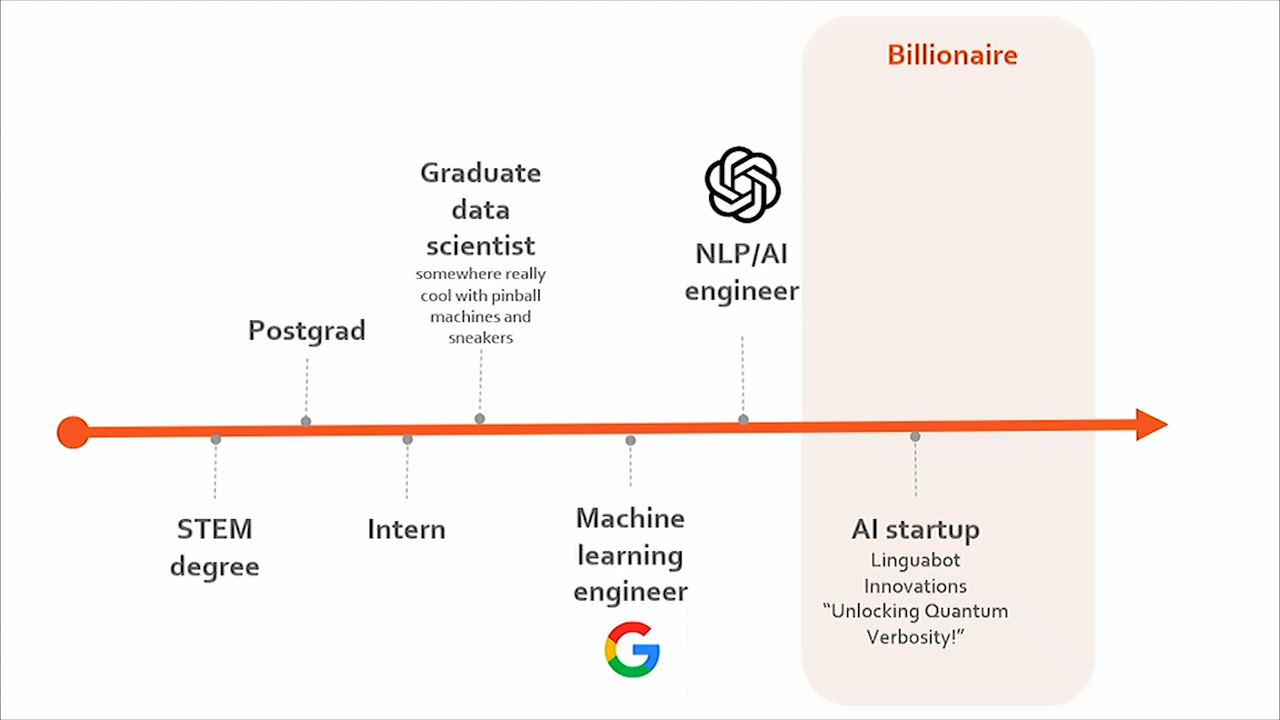 Billionaire
Graduate
data
scientist
somewhere really
cool with pinball
machines and
sneakers
NLP/AI
engineer
Postgrad
STEM
degree
Intern
Machine
learning
engineer
G
AI startup
Linguabot
Innovations
“Unlocking Quantum
Verbosity!”